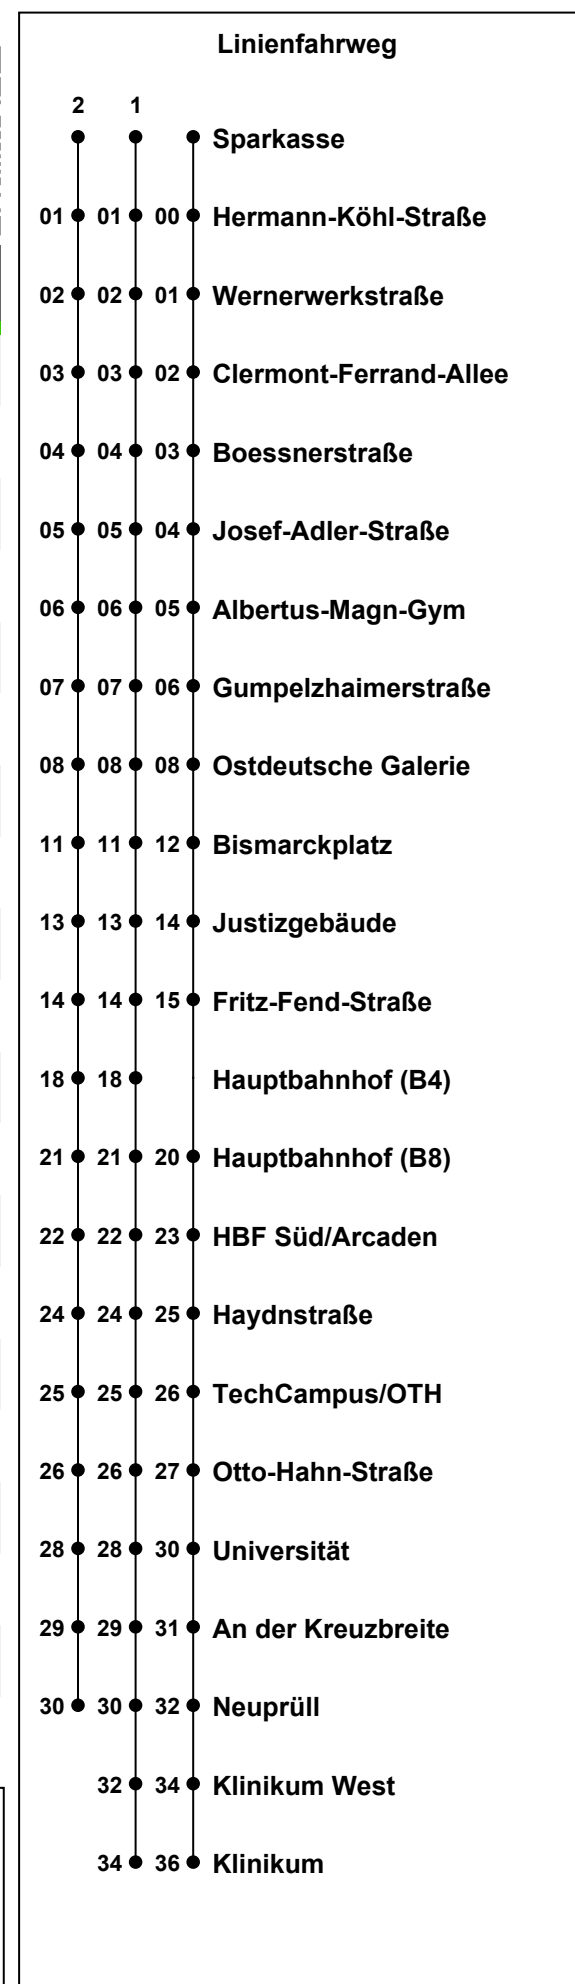 Linienfahrweg
2 1
Sparkasse
01 01 00 Hermann-Köhl-Straße
02 02 01 Wernerwerkstraße
03 03 02 Clermont-Ferrand-Allee
04 04 03 Boessnerstraße
05 05 04 Josef-Adler-Straße
06 06 05 Albertus-Magn-Gym
07 07 06 Gumpelzhaimerstraße
08 08 08 Ostdeutsche Galerie
11 11 12 Bismarckplatz
13 13 14 Justizgebäude
14 14 15 Fritz-Fend-Straße
18 18 Hauptbahnhof (B4)
21 21 20 Hauptbahnhof (B8)
22 22 23 HBF Süd/Arcaden
24 24 25 Haydnstraße
25 25 26 TechCampus/OTH
26 26 27 Otto-Hahn-Straße
28 28 30 Universität
29 29 31 An der Kreuzbreite
30 30 32 Neuprüll
32 34 Klinikum West
34 36 Klinikum